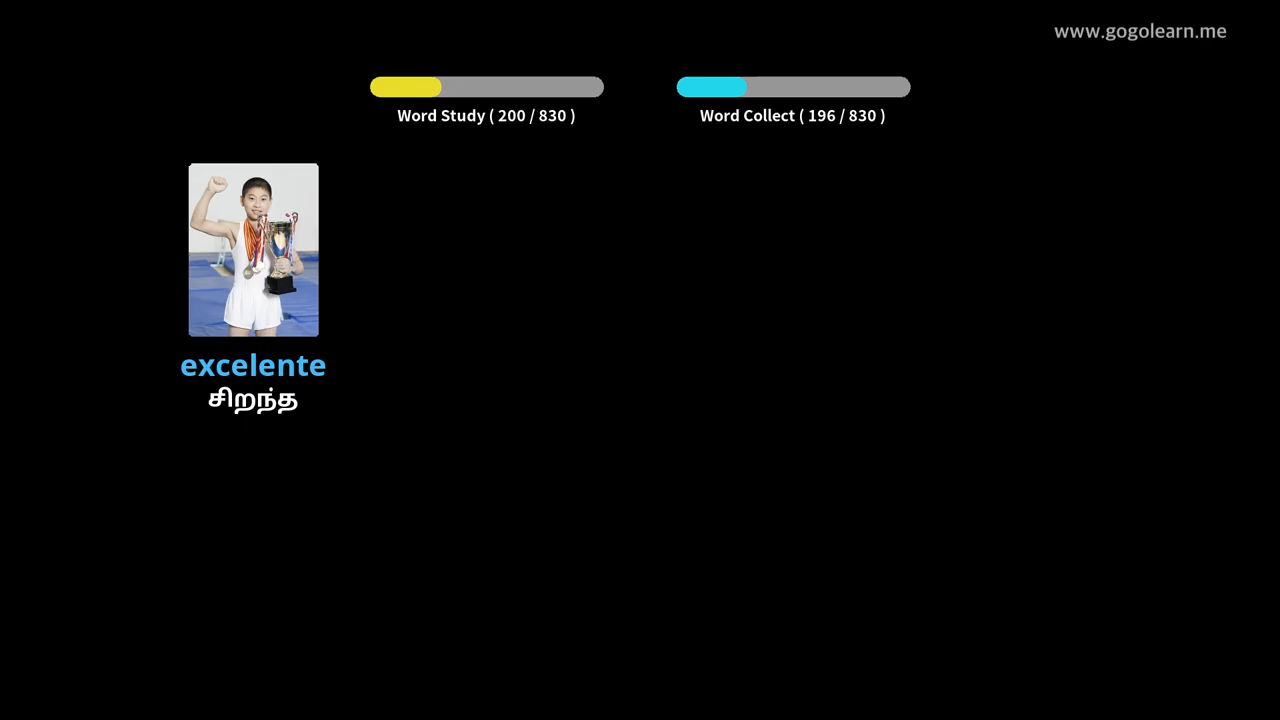 www.gogolearn.me
Word Study ( 200 / 830 )
Word Collect ( 196 / 830 )
excelente
சிறந்த